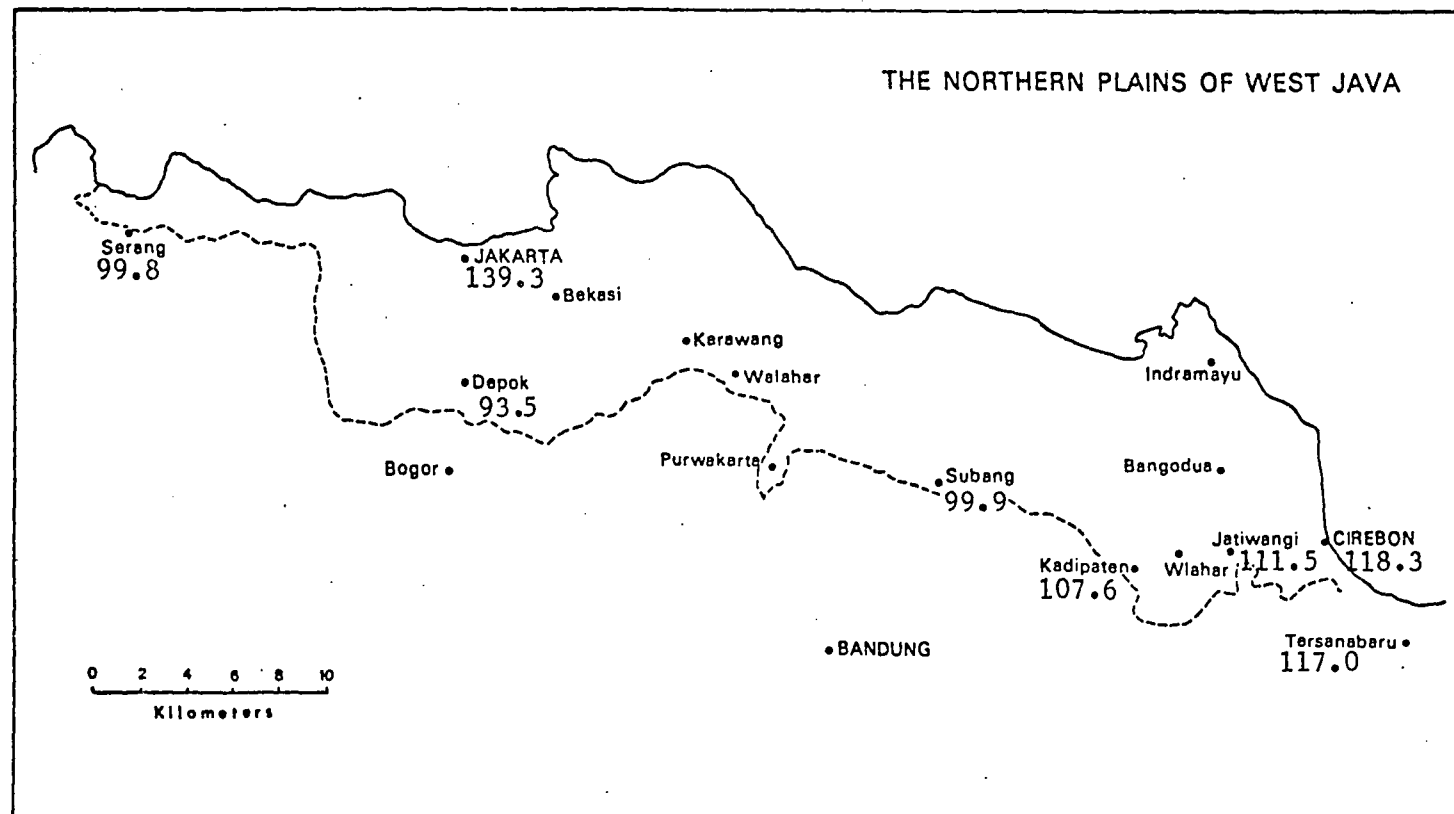 THE NORTHERN PLAINS OF WEST JAVA
Serang
99.8
JAKARTA
139.3
Bekasi
Karawang
Walahar
Depok
93.5
Indramayu
Bogor
Purwakarta
Subang
99.9
Bangodua
Jatiwangi
111.5
CIREBON
118.3
Kadipaten
107.6
Wlahar
BANDUNG
Tersanabaru
117.0
0 2 4 6 8 10
Kilometers